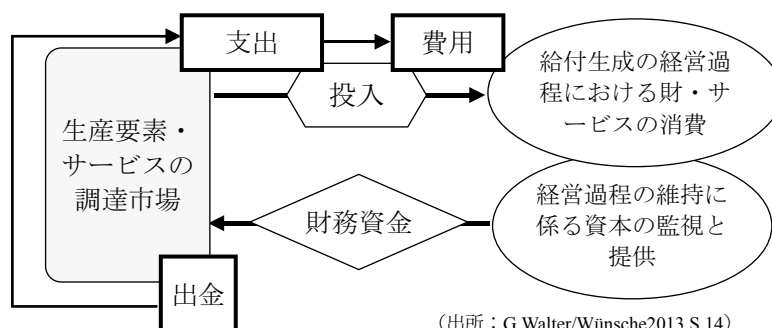 支出
費用
投入
給付生成の経営過
程における財・サ
ービスの消費
生産要素・
サービスの
調達市場
財務資金
経営過程の維持に
係る資本の監視と
提供
出金
(出所：G.Walter/Wünsche2013,S.14)